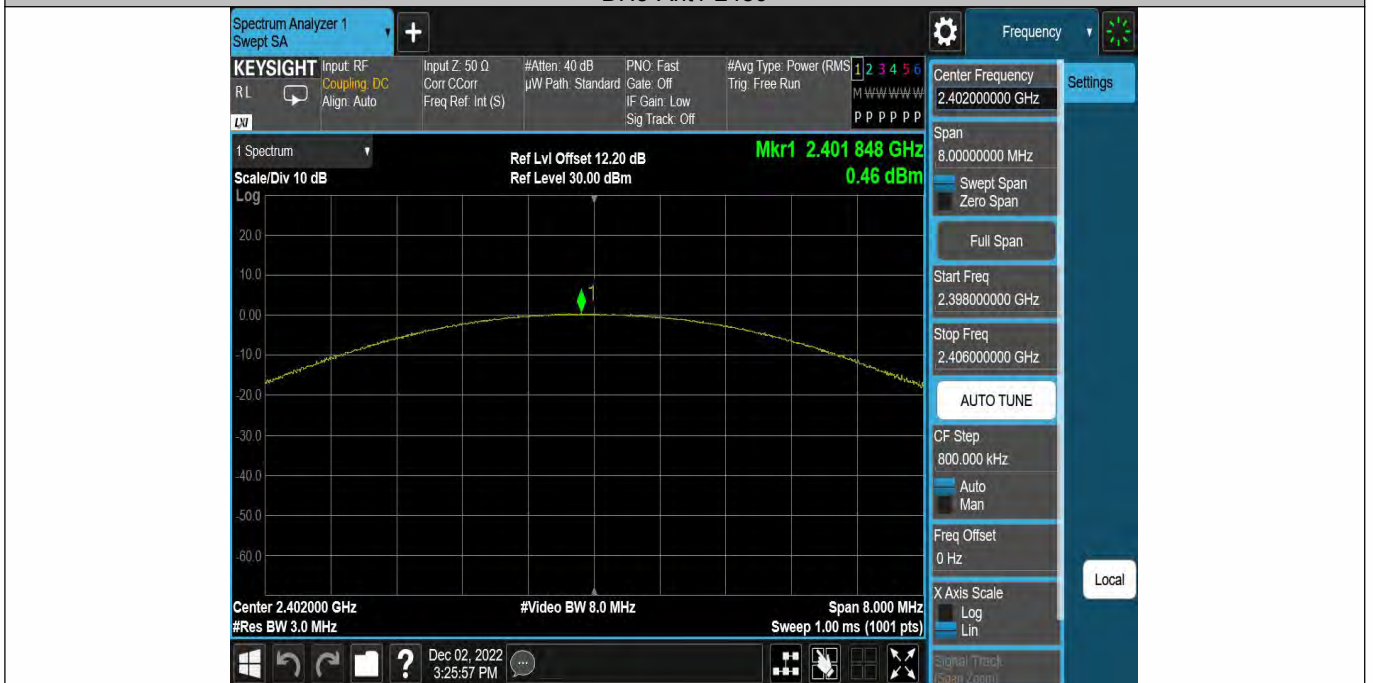 Spectrum Analyzer 1
Swept SA
+
Frequency
KEYSIGHT
RL
LXI
Input: RF
Coupling: DC
Align: Auto
Input Z: 50 Ω
Corr CCorr
Freq Ref: Int (S)
#Atten: 40 dB
µW Path: Standard
PNO: Fast
Gate: Off
IF Gain: Low
Sig Track: Off
#Avg Type: Power (RMS
Trig: Free Run
1 2 3 4 5 6
M W W W W W
P P P P P P
Center Frequency
2.402000000 GHz
Settings
Span
8.00000000 MHz
Swept Span
Zero Span
Full Span
Start Freq
2.398000000 GHz
Stop Freq
2.406000000 GHz
AUTO TUNE
CF Step
800.000 kHz
Auto
Man
Freq Offset
0 Hz
X Axis Scale
Log
Lin
Signal Track
(Span Zoom)
Local
1 Spectrum
Scale/Div 10 dB
Log
Ref Lvl Offset 12.20 dB
Ref Level 30.00 dBm
Mkr1 2.401 848 GHz
0.46 dBm
20.0
10.0
0.00
-10.0
-20.0
-30.0
-40.0
-50.0
-60.0
1
Center 2.402000 GHz
#Res BW 3.0 MHz
#Video BW 8.0 MHz
Span 8.000 MHz
Sweep 1.00 ms (1001 pts)
?
Dec 02, 2022
3:25:57 PM